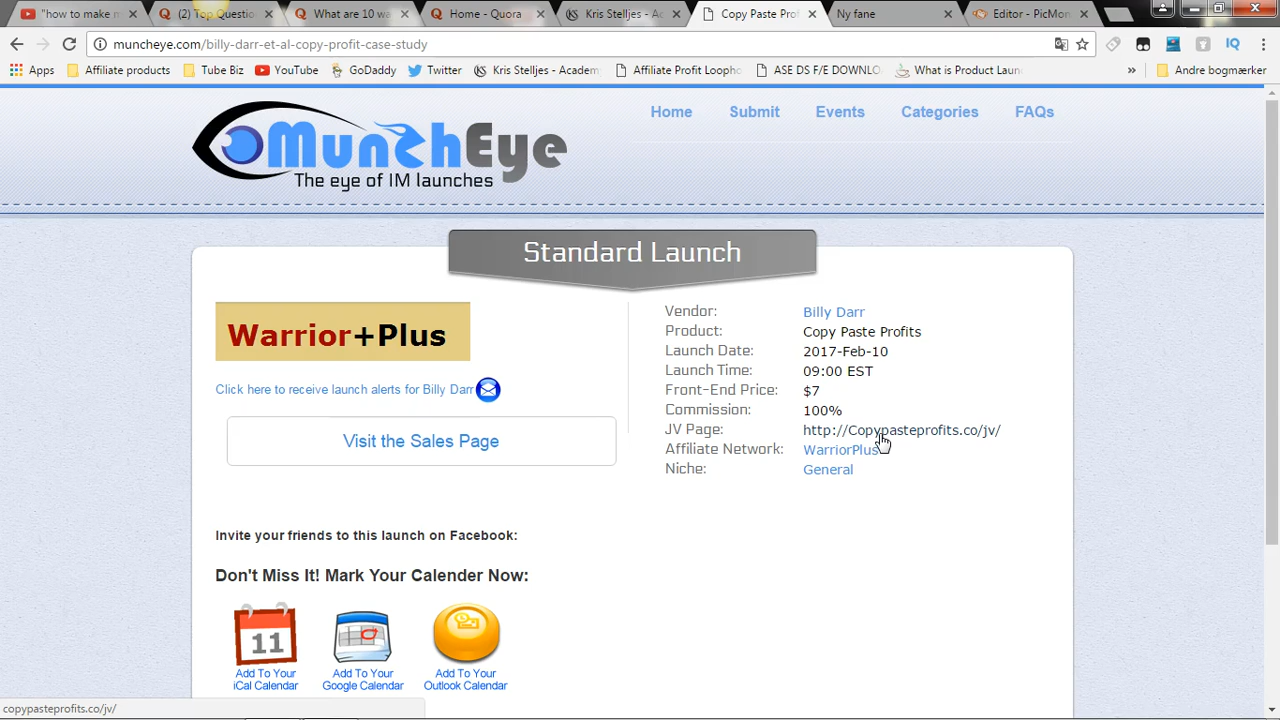 "how to make m
(2) Top Questio
What are 10 wa
Home - Quora
Kris Stelljes - Ac
Copy Paste Prof
Ny fane
Editor - PicMon
muncheye.com/billy-darr-et-al-copy-profit-case-study
Apps
Affiliate products
Tube Biz
YouTube
GoDaddy
Twitter
Kris Stelljes - Academ
Affiliate Profit Looph
ASE DS F/E DOWNLO
What is Product Laun
»
Andre bogmærker
MunchEye
The eye of IM launches
Home
Submit
Events
Categories
FAQs
Standard Launch
Warrior+Plus
Click here to receive launch alerts for Billy Darr
Visit the Sales Page
Vendor: Billy Darr
Product: Copy Paste Profits
Launch Date: 2017-Feb-10
Launch Time: 09:00 EST
Front-End Price: $7
Commission: 100%
JV Page: http://Copypasteprofits.co/jv/
Affiliate Network: WarriorPlus
Niche: General
Invite your friends to this launch on Facebook:
Don't Miss It! Mark Your Calender Now:
11
Add To Your
iCal Calendar
Add To Your
Google Calendar
Add To Your
Outlook Calendar
copypasteprofits.co/jv/